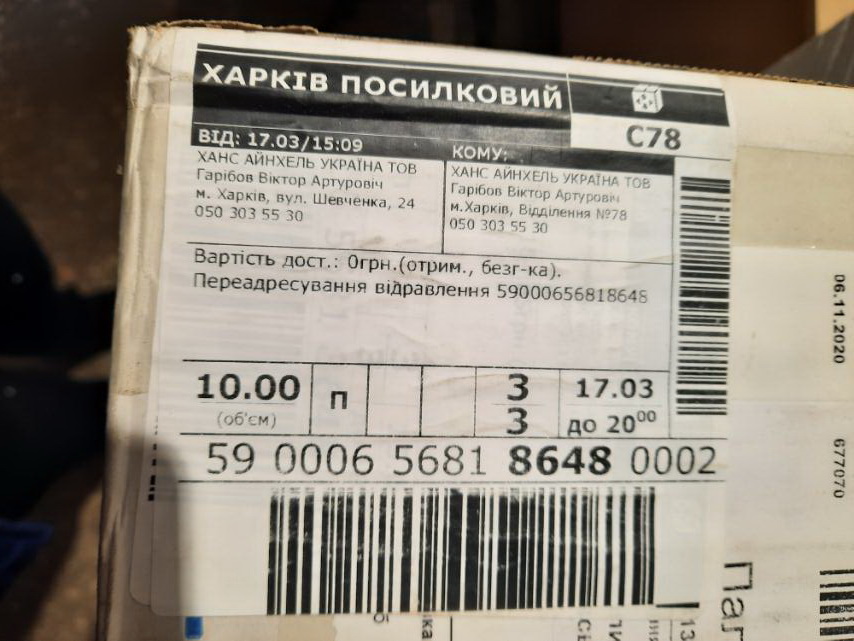 ХАРКІВ ПОСИЛКОВИЙ
С78
ВІД: 17.03/15:09
ХАНС АЙНХЕЛЬ УКРАЇНА ТОВ
Гарібов Віктор Артурович
м. Харків, вул. Шевченка, 24
050 303 55 30
КОМУ:
ХАНС АЙНХЕЛЬ УКРАЇНА ТОВ
Гарібов Віктор Артурович
м.Харків, Відділення №78
050 303 55 30
Вартість дост.: 0грн.(отрим., безг-ка).
Переадресування відравлення 59000656818648
10.00
(об'єм)
П
3
3
17.03
до 20⁰⁰
59 0006 5681 8648 0002
06.11.2020
677070